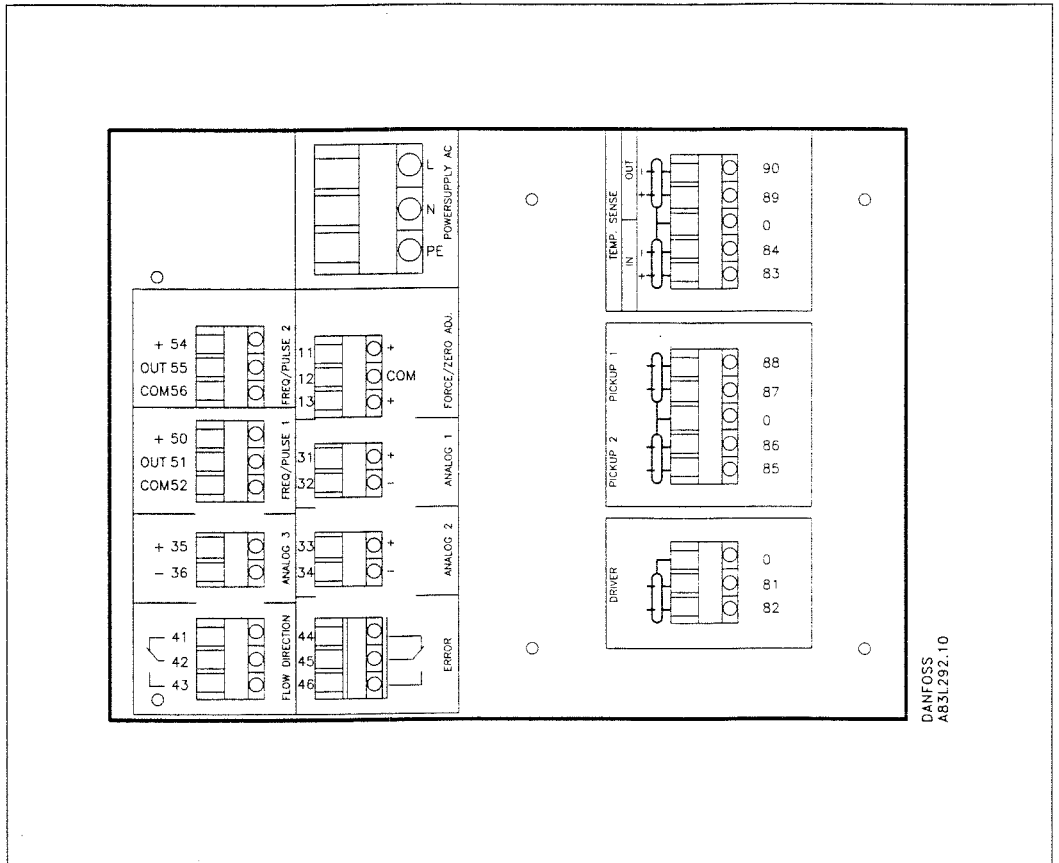 L
N
PE
POWERSUPPLY AC
+ 54
OUT 55
COM56
FREQ/PULSE 2
11 +
12 COM
13 +
FORCE/ZERO ADJ.
+ 50
OUT 51
COM52
FREQ/PULSE 1
31 +
32 -
ANALOG 1
+ 35
- 36
ANALOG 3
33 +
34 -
ANALOG 2
41
42
43
FLOW DIRECTION
44
45
46
ERROR
TEMP. SENSE
OUT
IN
- + - +
90
89
0
84
83
PICKUP 1
PICKUP 2
88
87
0
86
85
DRIVER
0
81
82
DANFOSS
A83L292.10